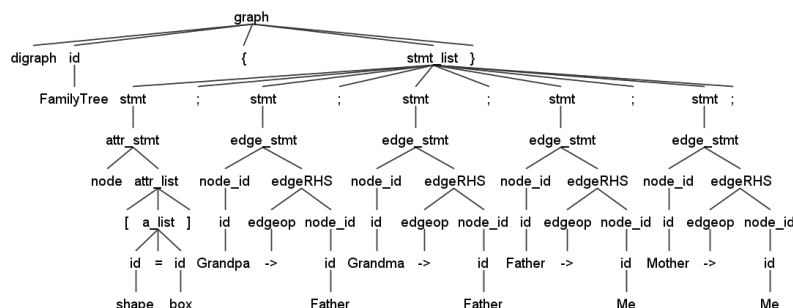 graph
digraph id { stmt_list }
FamilyTree stmt ; stmt ; stmt ; stmt ; stmt ;
attr_stmt edge_stmt edge_stmt edge_stmt edge_stmt
node attr_list node_id edgeRHS node_id edgeRHS node_id edgeRHS node_id edgeRHS
[ a_list ] id edgeop node_id id edgeop node_id id edgeop node_id id edgeop node_id
id = id Grandpa -> id Grandma -> id Father -> id Mother -> id
shape box Father Father Me Me